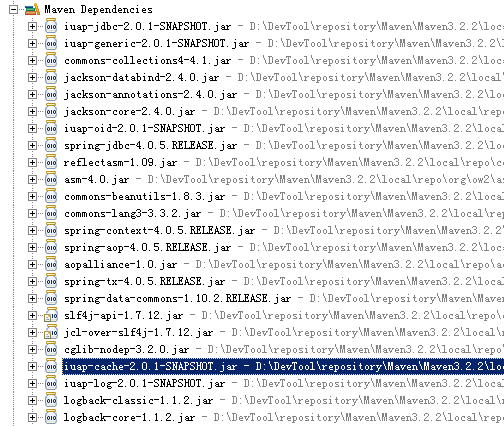 Maven Dependencies
iuap-jdbc-2.0.1-SNAPSHOT.jar - D:\DevTool\repository\Maven\Maven3.2.2\loca
iuap-generic-2.0.1-SNAPSHOT.jar - D:\DevTool\repository\Maven\Maven3.2.2\l
commons-collections4-4.1.jar - D:\DevTool\repository\Maven\Maven3.2.2\loca
jackson-databind-2.4.0.jar - D:\DevTool\repository\Maven\Maven3.2.2\local\
jackson-annotations-2.4.0.jar - D:\DevTool\repository\Maven\Maven3.2.2\loc
jackson-core-2.4.0.jar - D:\DevTool\repository\Maven\Maven3.2.2\local\repo
iuap-oid-2.0.1-SNAPSHOT.jar - D:\DevTool\repository\Maven\Maven3.2.2\local
spring-jdbc-4.0.5.RELEASE.jar - D:\DevTool\repository\Maven\Maven3.2.2\loc
reflectasm-1.09.jar - D:\DevTool\repository\Maven\Maven3.2.2\local\repo\co
asm-4.0.jar - D:\DevTool\repository\Maven\Maven3.2.2\local\repo\org\ow2\as
commons-beanutils-1.8.3.jar - D:\DevTool\repository\Maven\Maven3.2.2\local
commons-lang3-3.3.2.jar - D:\DevTool\repository\Maven\Maven3.2.2\local\rep
spring-context-4.0.5.RELEASE.jar - D:\DevTool\repository\Maven\Maven3.2.2\
spring-aop-4.0.5.RELEASE.jar - D:\DevTool\repository\Maven\Maven3.2.2\loca
aopalliance-1.0.jar - D:\DevTool\repository\Maven\Maven3.2.2\local\repo\ao
spring-tx-4.0.5.RELEASE.jar - D:\DevTool\repository\Maven\Maven3.2.2\local
spring-data-commons-1.10.2.RELEASE.jar - D:\DevTool\repository\Maven\Maven
slf4j-api-1.7.12.jar - D:\DevTool\repository\Maven\Maven3.2.2\local\repo\o
jcl-over-slf4j-1.7.12.jar - D:\DevTool\repository\Maven\Maven3.2.2\local\r
cglib-nodep-3.2.0.jar - D:\DevTool\repository\Maven\Maven3.2.2\local\repo\
iuap-cache-2.0.1-SNAPSHOT.jar - D:\DevTool\repository\Maven\Maven3.2.2\loc
iuap-log-2.0.1-SNAPSHOT.jar - D:\DevTool\repository\Maven\Maven3.2.2\local
logback-classic-1.1.2.jar - D:\DevTool\repository\Maven\Maven3.2.2\local\r
logback-core-1.1.2.jar - D:\DevTool\repository\Maven\Maven3.2.2\local\repo